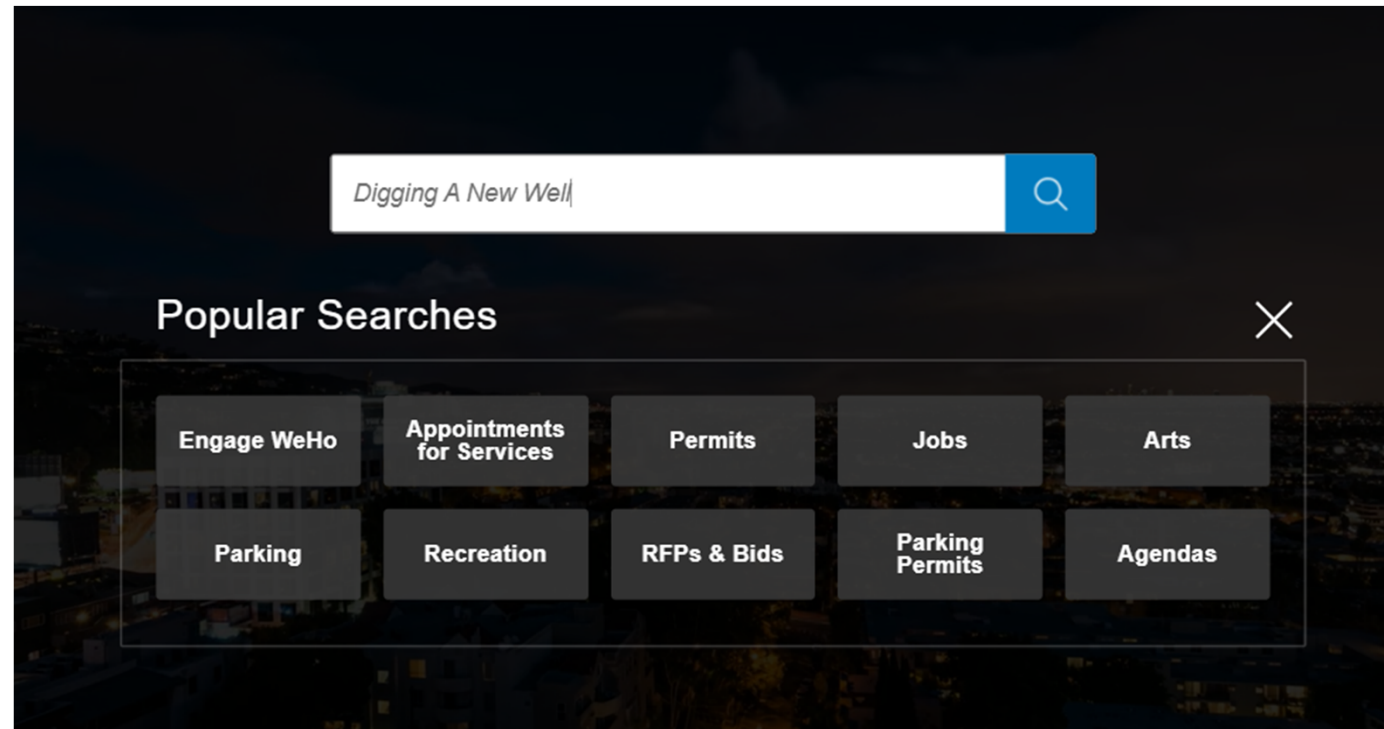 Digging A New Well
Popular Searches
Engage WeHo
Appointments
for Services
Permits
Jobs
Arts
Parking
Recreation
RFPs & Bids
Parking
Permits
Agendas